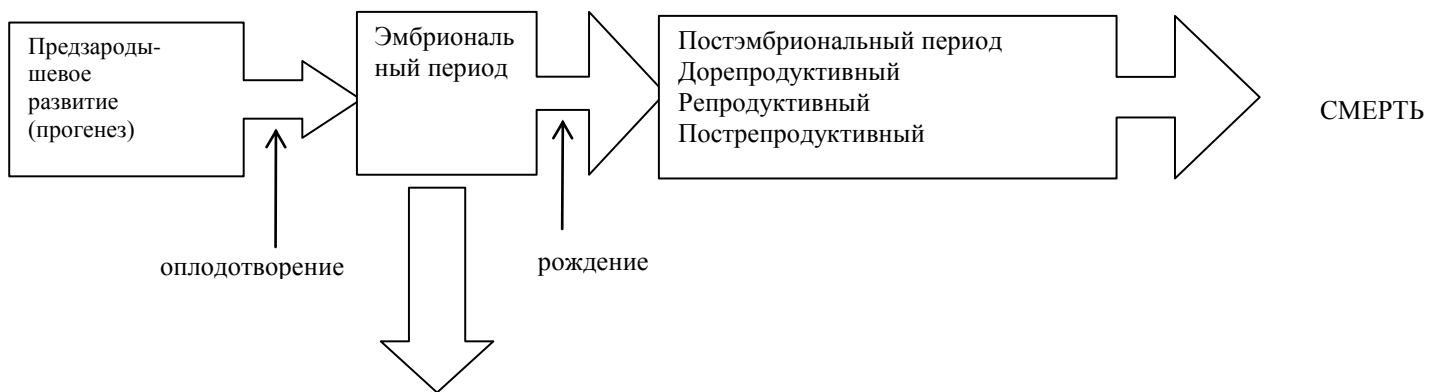 Предзароды-
шевое
развитие
(прогенез)
Эмбриональ
ный период
Постэмбриональный период
Дорепродуктивный
Репродуктивный
Пострепродуктивный
СМЕРТЬ
оплодотворение
рождение